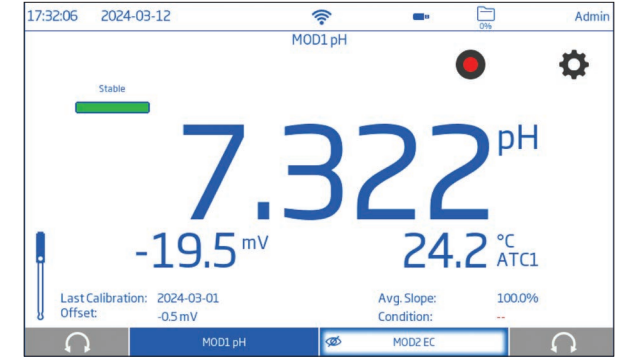 17:32:06 2024-03-12 0% Admin
MOD1 pH
Stable
7.322 pH
-19.5 mV 24.2 °C
ATC1
Last Calibration: 2024-03-01 Avg. Slope: 100.0%
Offset: -0.5 mV Condition: --
MOD1 pH MOD2 EC